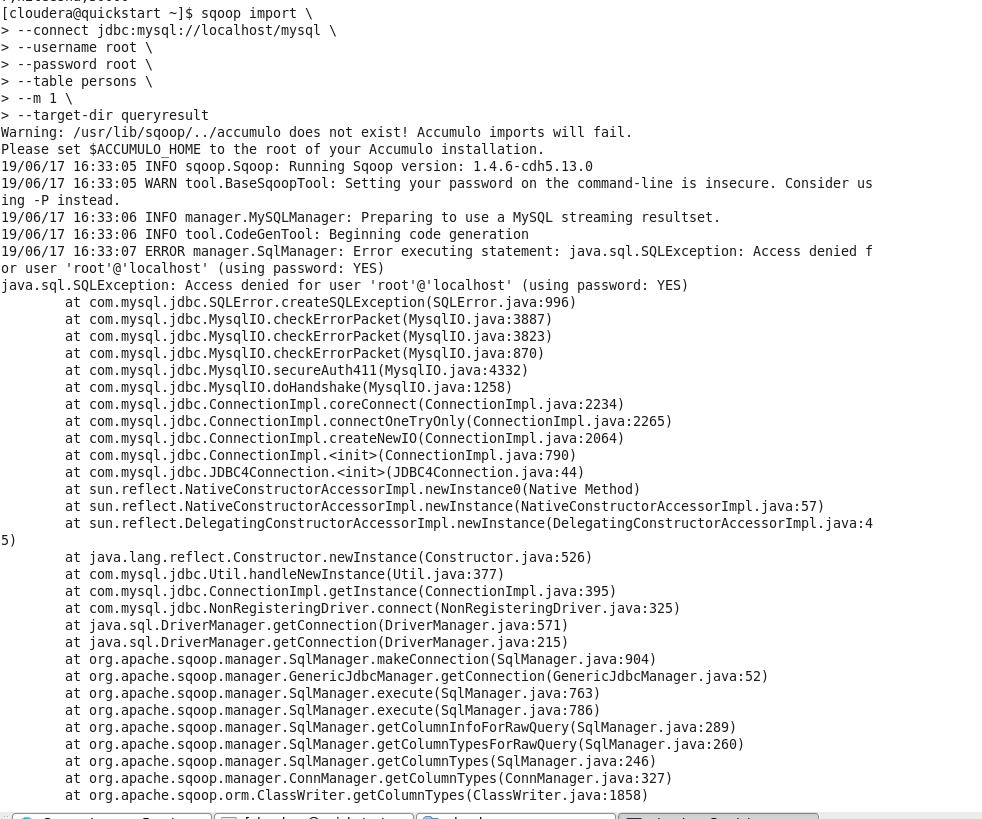 [cloudera@quickstart ~]$ sqoop import \
> --connect jdbc:mysql://localhost/mysql \
> --username root \
> --password root \
> --table persons \
> --m 1 \
> --target-dir queryresult
Warning: /usr/lib/sqoop/../accumulo does not exist! Accumulo imports will fail.
Please set $ACCUMULO_HOME to the root of your Accumulo installation.
19/06/17 16:33:05 INFO sqoop.Sqoop: Running Sqoop version: 1.4.6-cdh5.13.0
19/06/17 16:33:05 WARN tool.BaseSqoopTool: Setting your password on the command-line is insecure. Consider us
ing -P instead.
19/06/17 16:33:06 INFO manager.MySQLManager: Preparing to use a MySQL streaming resultset.
19/06/17 16:33:06 INFO tool.CodeGenTool: Beginning code generation
19/06/17 16:33:07 ERROR manager.SqlManager: Error executing statement: java.sql.SQLException: Access denied f
or user 'root'@'localhost' (using password: YES)
java.sql.SQLException: Access denied for user 'root'@'localhost' (using password: YES)
        at com.mysql.jdbc.SQLError.createSQLException(SQLError.java:996)
        at com.mysql.jdbc.MysqlIO.checkErrorPacket(MysqlIO.java:3887)
        at com.mysql.jdbc.MysqlIO.checkErrorPacket(MysqlIO.java:3823)
        at com.mysql.jdbc.MysqlIO.checkErrorPacket(MysqlIO.java:870)
        at com.mysql.jdbc.MysqlIO.secureAuth411(MysqlIO.java:4332)
        at com.mysql.jdbc.MysqlIO.doHandshake(MysqlIO.java:1258)
        at com.mysql.jdbc.ConnectionImpl.coreConnect(ConnectionImpl.java:2234)
        at com.mysql.jdbc.ConnectionImpl.connectOneTryOnly(ConnectionImpl.java:2265)
        at com.mysql.jdbc.ConnectionImpl.createNewIO(ConnectionImpl.java:2064)
        at com.mysql.jdbc.ConnectionImpl.<init>(ConnectionImpl.java:790)
        at com.mysql.jdbc.JDBC4Connection.<init>(JDBC4Connection.java:44)
        at sun.reflect.NativeConstructorAccessorImpl.newInstance0(Native Method)
        at sun.reflect.NativeConstructorAccessorImpl.newInstance(NativeConstructorAccessorImpl.java:57)
        at sun.reflect.DelegatingConstructorAccessorImpl.newInstance(DelegatingConstructorAccessorImpl.java:4
5)
        at java.lang.reflect.Constructor.newInstance(Constructor.java:526)
        at com.mysql.jdbc.Util.handleNewInstance(Util.java:377)
        at com.mysql.jdbc.ConnectionImpl.getInstance(ConnectionImpl.java:395)
        at com.mysql.jdbc.NonRegisteringDriver.connect(NonRegisteringDriver.java:325)
        at java.sql.DriverManager.getConnection(DriverManager.java:571)
        at java.sql.DriverManager.getConnection(DriverManager.java:215)
        at org.apache.sqoop.manager.SqlManager.makeConnection(SqlManager.java:904)
        at org.apache.sqoop.manager.GenericJdbcManager.getConnection(GenericJdbcManager.java:52)
        at org.apache.sqoop.manager.SqlManager.execute(SqlManager.java:763)
        at org.apache.sqoop.manager.SqlManager.execute(SqlManager.java:786)
        at org.apache.sqoop.manager.SqlManager.getColumnInfoForRawQuery(SqlManager.java:289)
        at org.apache.sqoop.manager.SqlManager.getColumnTypesForRawQuery(SqlManager.java:260)
        at org.apache.sqoop.manager.SqlManager.getColumnTypes(SqlManager.java:246)
        at org.apache.sqoop.manager.ConnManager.getColumnTypes(ConnManager.java:327)
        at org.apache.sqoop.orm.ClassWriter.getColumnTypes(ClassWriter.java:1858)